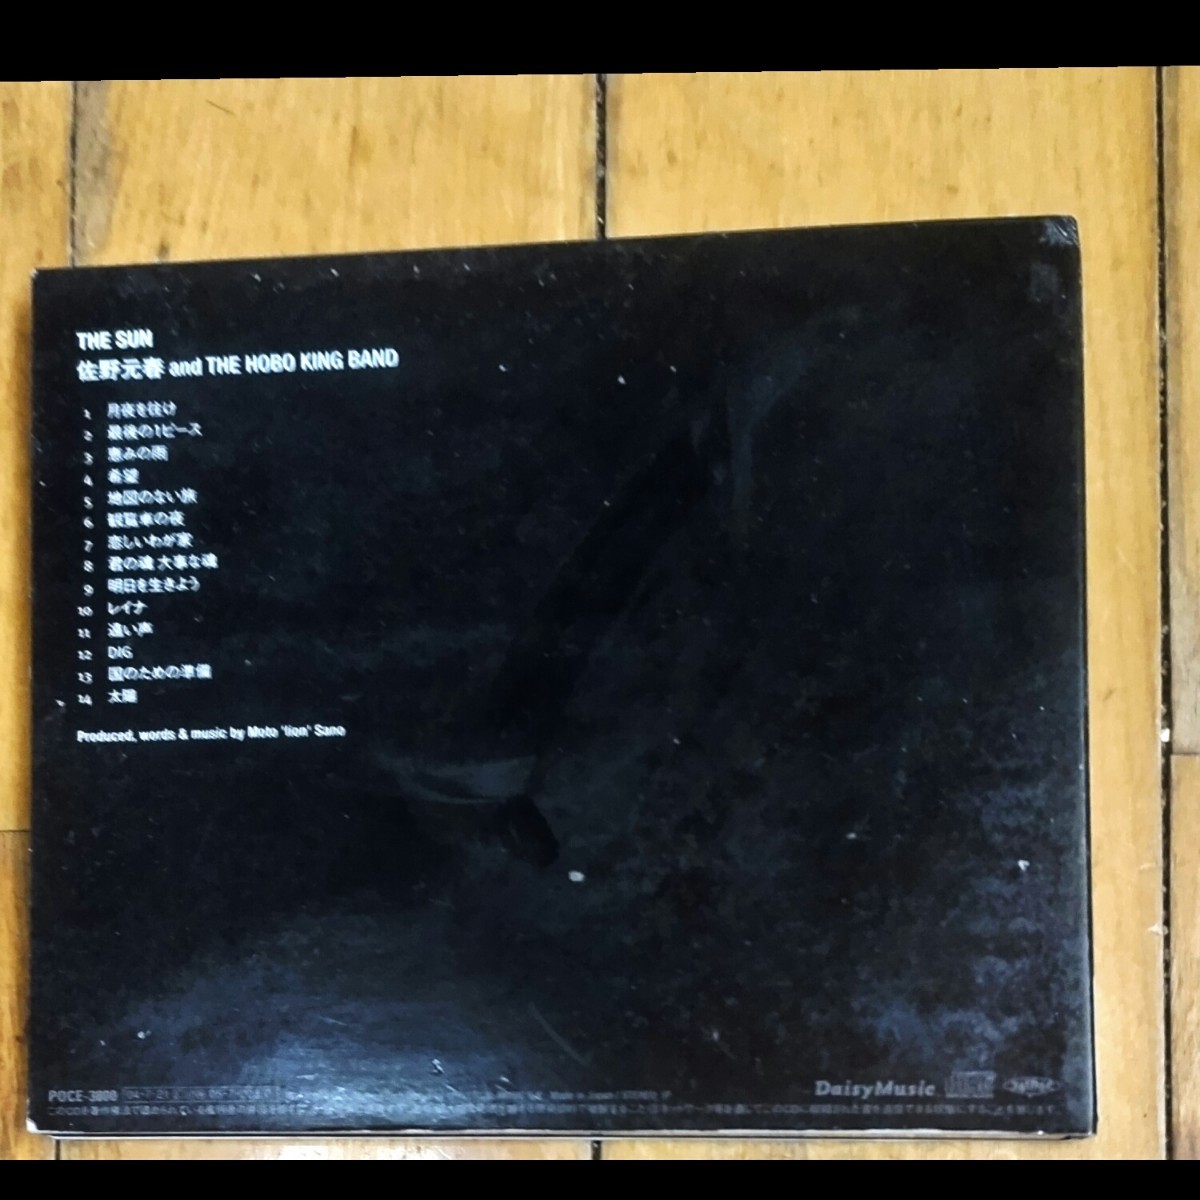 THE SUN
佐野元春 and THE HOBO KING BAND
1 月夜を往け
2 最後の1ピース
3 恵みの雨
4 希望
5 地図のない旅
6 観覧車の夜
7 恋しいわが家
8 君の魂 大事な魂
9 明日を生きよう
10 レイナ
11 遠い声
12 DIG
13 国のための準備
14 太陽
Produced, words & music by Moto 'lion' Sano
POCE-3800
DaisyMusic